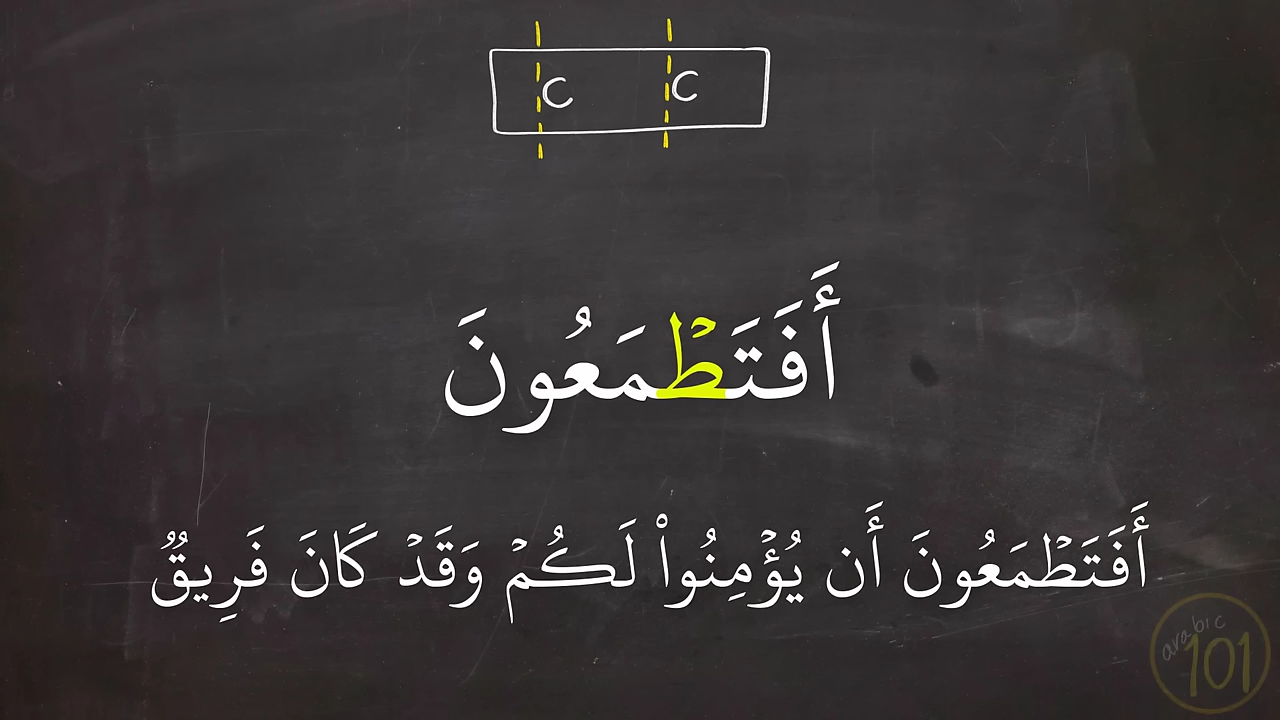 C C
أَفَتَطۡمَعُونَ
أَفَتَطۡمَعُونَ أَن يُؤۡمِنُواْ لَكُمۡ وَقَدۡ كَانَ فَرِيقٌ
arabic
101